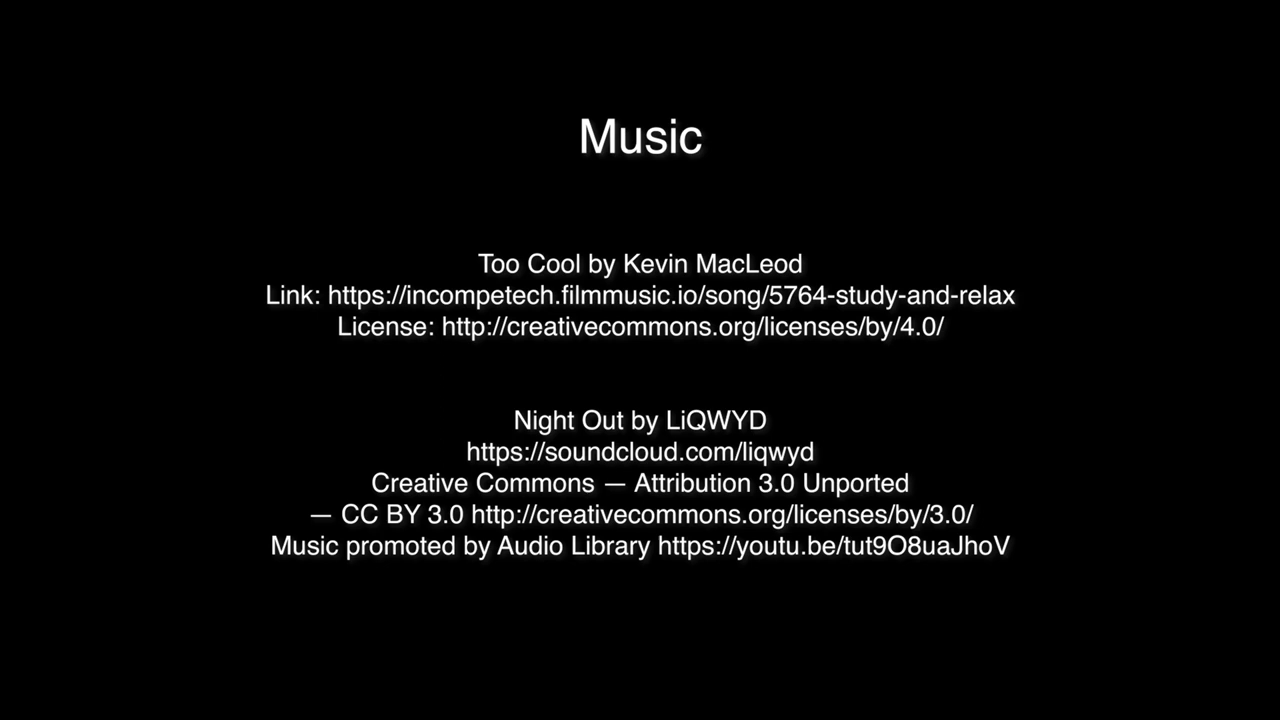 Music
Too Cool by Kevin MacLeod
Link: https://incompetech.filmmusic.io/song/5764-study-and-relax
License: http://creativecommons.org/licenses/by/4.0/
Night Out by LiQWYD
https://soundcloud.com/liqwyd
Creative Commons — Attribution 3.0 Unported
— CC BY 3.0 http://creativecommons.org/licenses/by/3.0/
Music promoted by Audio Library https://youtu.be/tut9O8uaJhoV